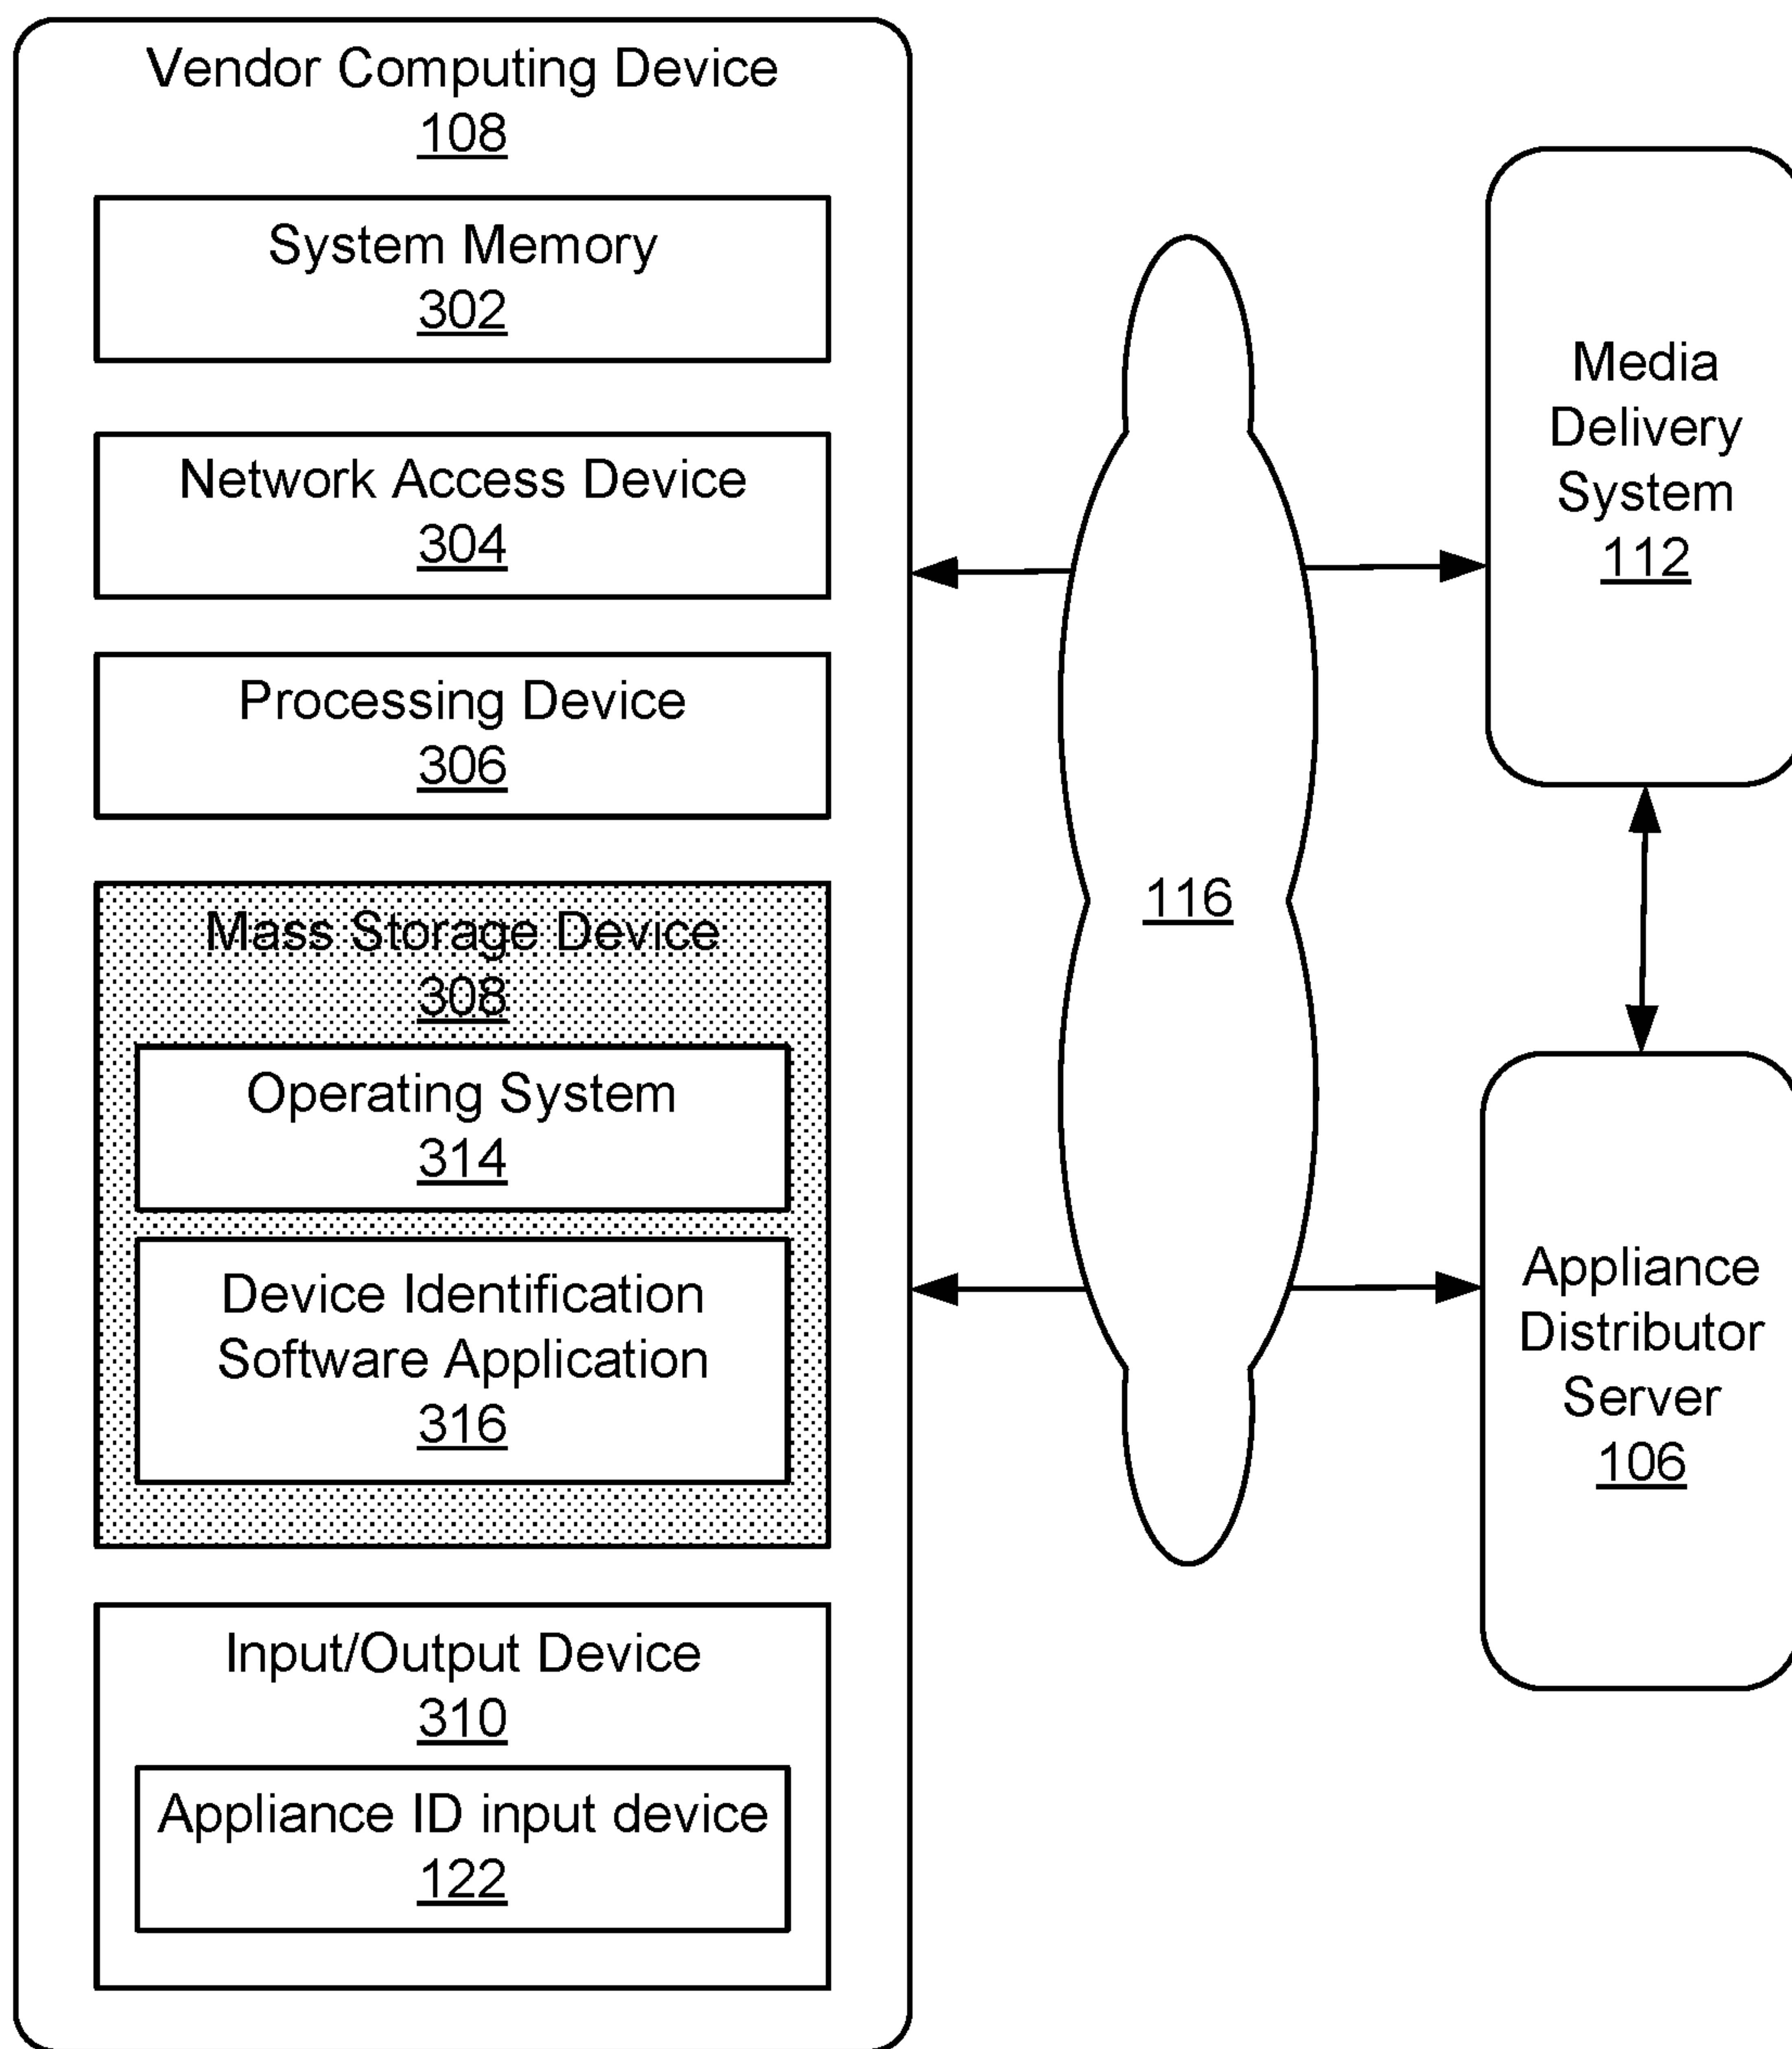 Vendor Computing Device
108
System Memory
302
Network Access Device
304
Processing Device
306
Mass Storage Device
308
Operating System
314
Device Identification
Software Application
316
Input/Output Device
310
Appliance ID input device
122
116
Media
Delivery
System
112
Appliance
Distributor
Server
106